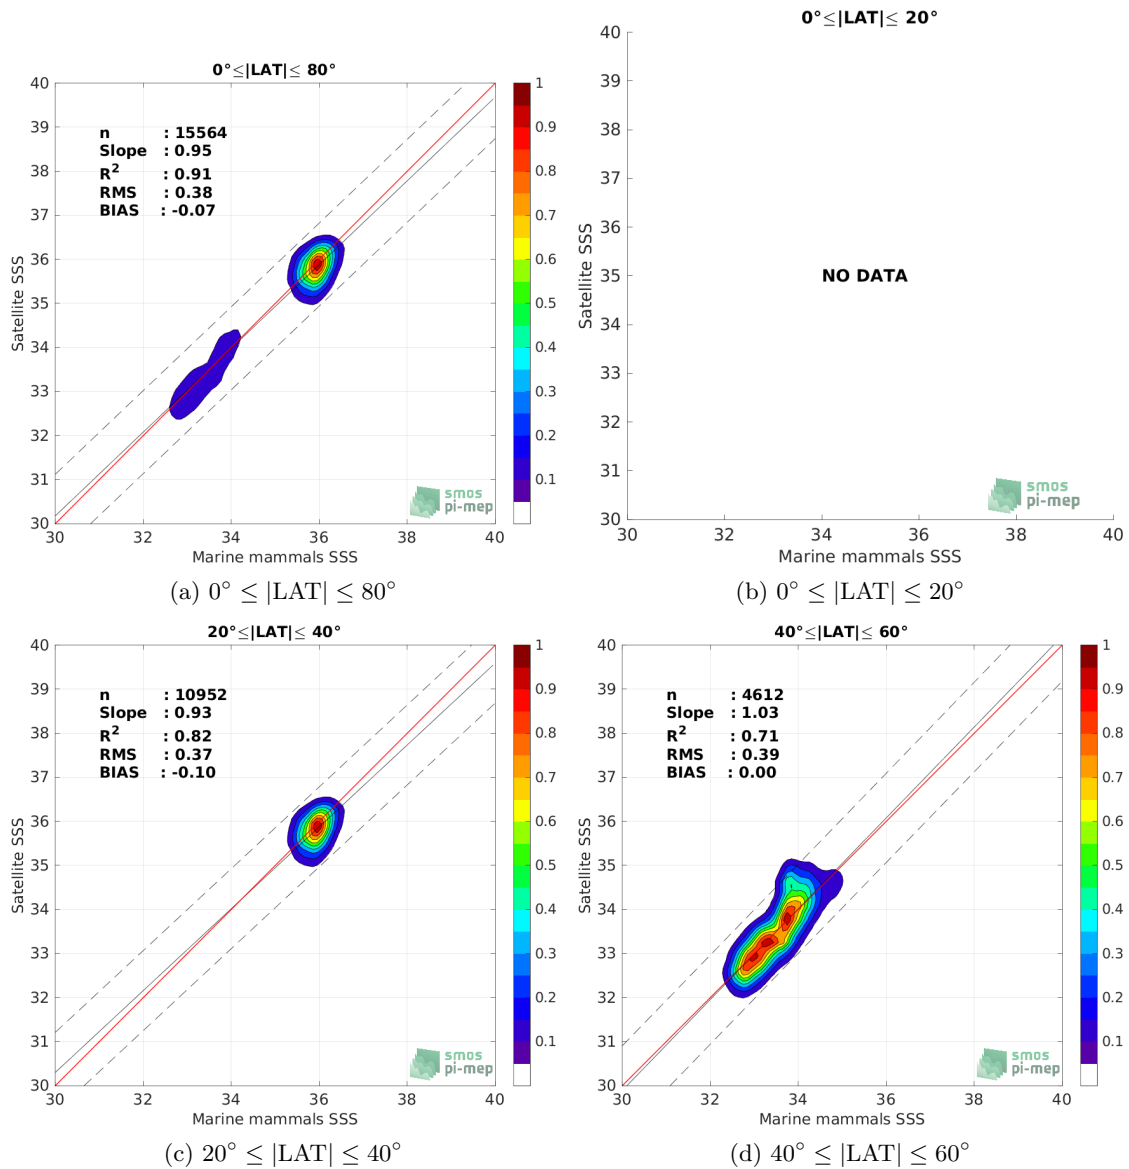 0°≤|LAT|≤ 80°
40
39
38
37
36
35
34
33
32
31
30
Satellite SSS
n : 15564
Slope : 0.95
R² : 0.91
RMS : 0.38
BIAS : -0.07
smos
pi-mep
30 32 34 36 38 40
Marine mammals SSS
1
0.9
0.8
0.7
0.6
0.5
0.4
0.3
0.2
0.1
(a) 0° ≤ |LAT| ≤ 80°
0°≤|LAT|≤ 20°
40
39
38
37
36
35
34
33
32
31
30
Satellite SSS
NO DATA
smos
pi-mep
30 32 34 36 38 40
Marine mammals SSS
(b) 0° ≤ |LAT| ≤ 20°
20°≤|LAT|≤ 40°
40
39
38
37
36
35
34
33
32
31
30
Satellite SSS
n : 10952
Slope : 0.93
R² : 0.82
RMS : 0.37
BIAS : -0.10
smos
pi-mep
30 32 34 36 38 40
Marine mammals SSS
1
0.9
0.8
0.7
0.6
0.5
0.4
0.3
0.2
0.1
(c) 20° ≤ |LAT| ≤ 40°
40°≤|LAT|≤ 60°
40
39
38
37
36
35
34
33
32
31
30
Satellite SSS
n : 4612
Slope : 1.03
R² : 0.71
RMS : 0.39
BIAS : 0.00
smos
pi-mep
30 32 34 36 38 40
Marine mammals SSS
1
0.9
0.8
0.7
0.6
0.5
0.4
0.3
0.2
0.1
(d) 40° ≤ |LAT| ≤ 60°